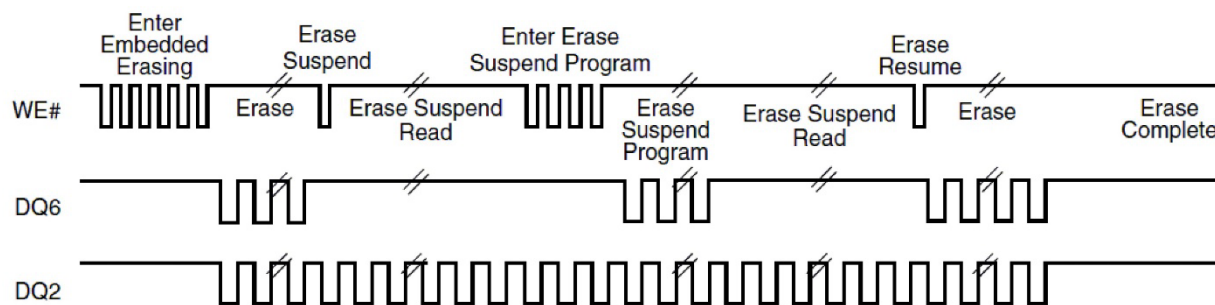 Enter
Embedded
Erasing
Erase
Suspend
Enter Erase
Suspend Program
Erase
Resume
WE#
Erase
Erase Suspend
Read
Erase
Suspend
Program
Erase Suspend
Read
Erase
Erase
Complete
DQ6
DQ2